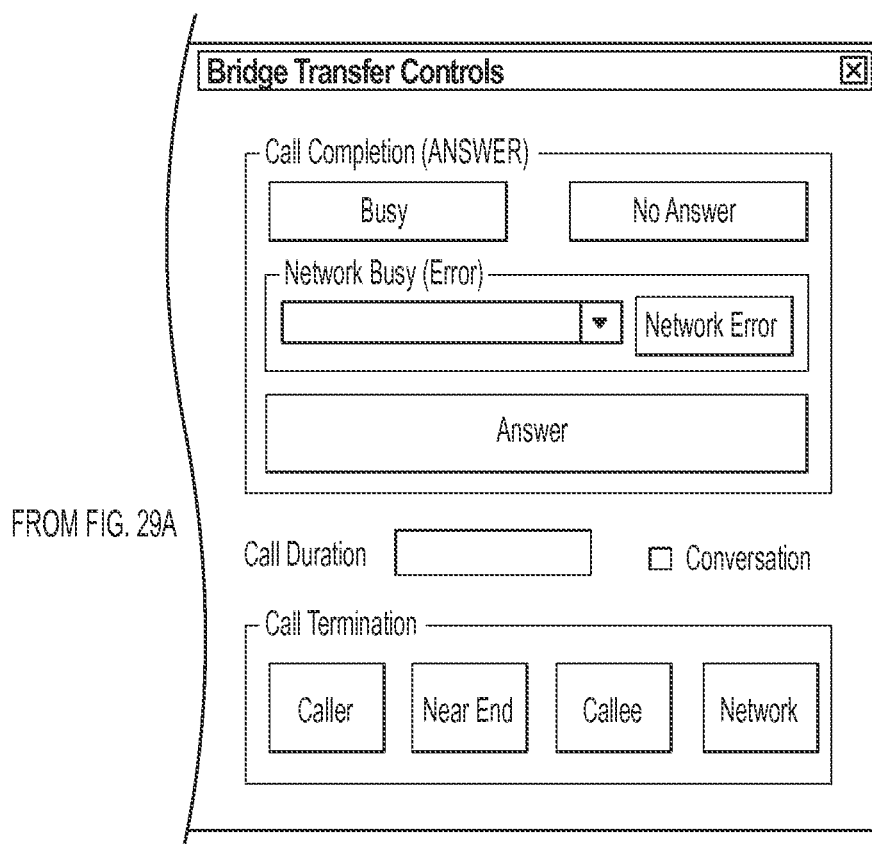 Bridge Transfer Controls
Call Completion (ANSWER)
Busy No Answer
Network Busy (Error)
Network Error
Answer
FROM FIG. 29A
Call Duration Conversation
Call Termination
Caller Near End Callee Network